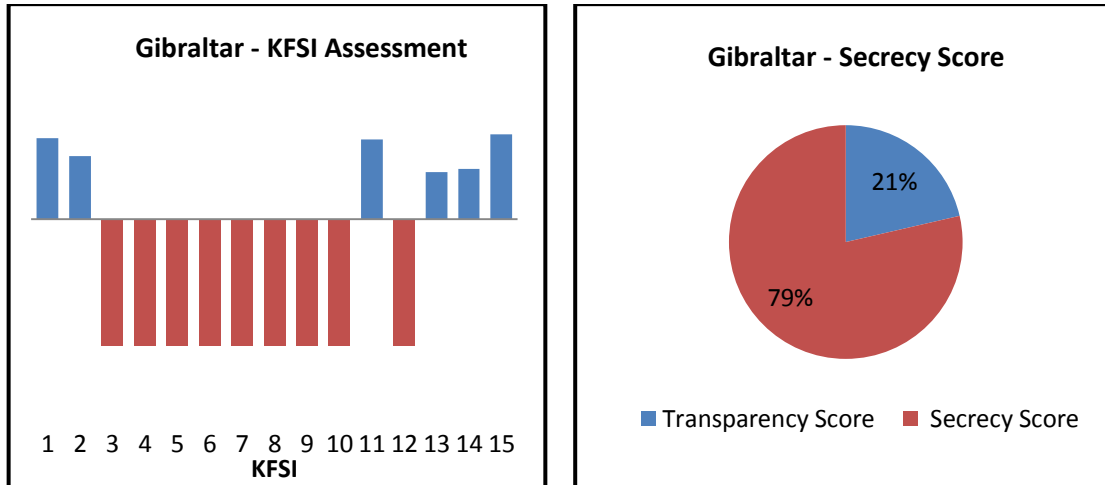 Gibraltar - KFSI Assessment
1 2 3 4 5 6 7 8 9 10 11 12 13 14 15
KFSI
Gibraltar - Secrecy Score
21%
79%
Transparency Score Secrecy Score